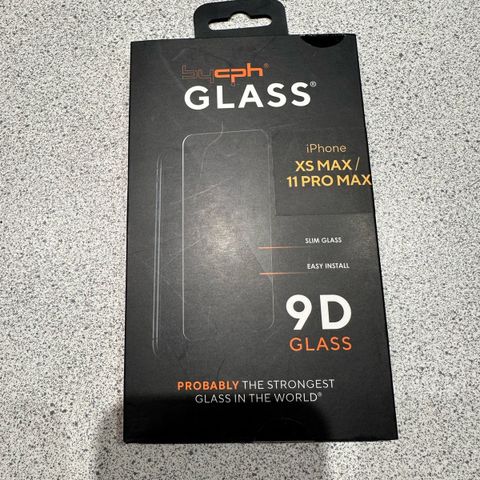 bycph®
GLASS®
iPhone
XS MAX /
11 PRO MAX
SLIM GLASS
EASY INSTALL
9D
GLASS
PROBABLY THE STRONGEST
GLASS IN THE WORLD®